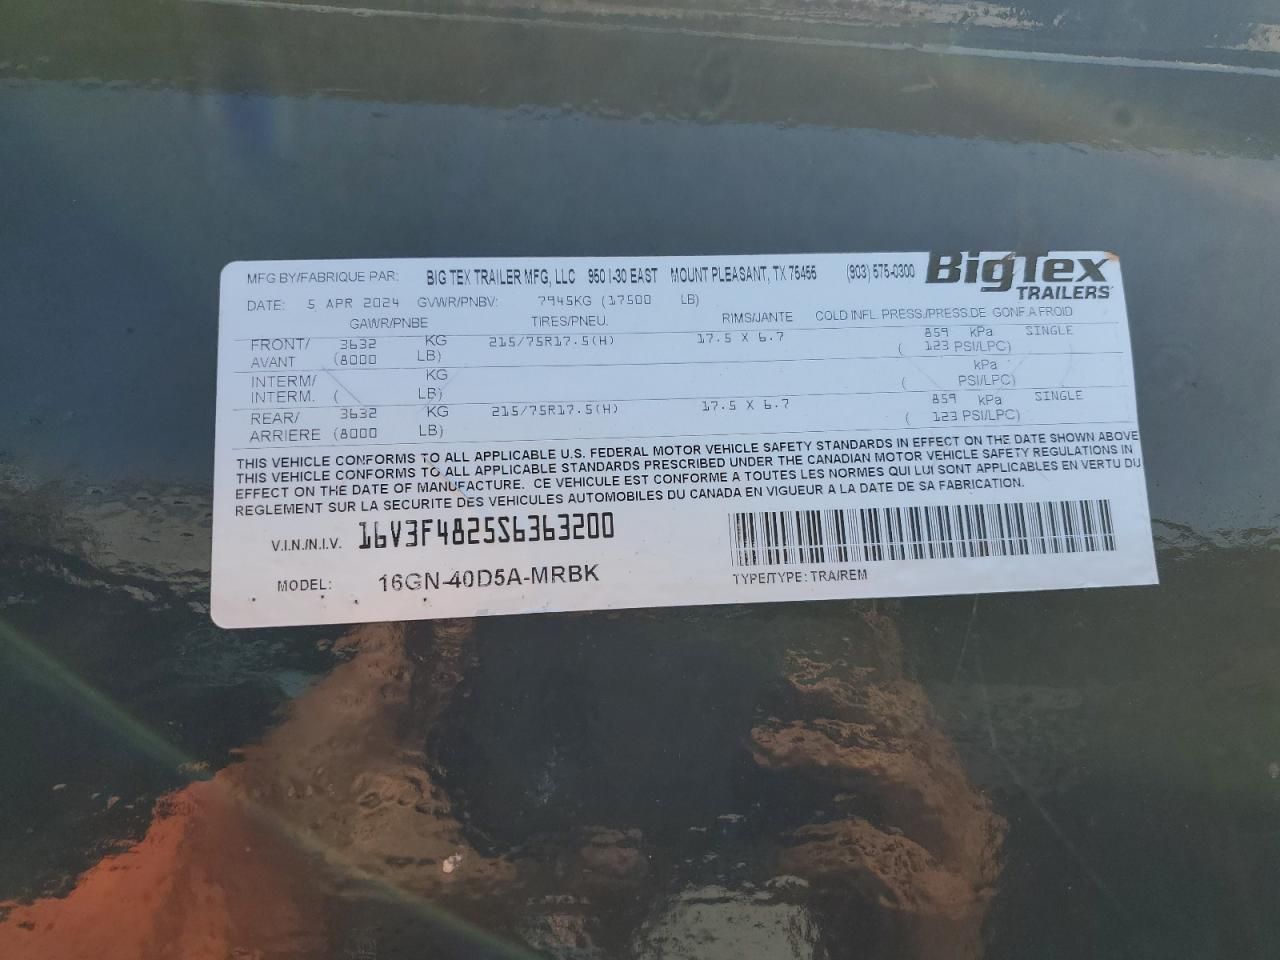 MFG BY/FABRIQUE PAR: BIG TEX TRAILER MFG, LLC 950 I-30 EAST MOUNT PLEASANT, TX 75455 (903) 575-0300 BigTex TRAILERS
DATE: 5 APR 2024 GVWR/PNBV: 7945KG (17500 LB)
GAWR/PNBE TIRES/PNEU. RIMS/JANTE COLD INFL. PRESS./PRESS.DE GONF.A FROID
FRONT/ 3632 KG 215/75R17.5(H) 17.5 X 6.7 859 kPa SINGLE
AVANT (8000 LB) ( 123 PSI/LPC)
INTERM/ KG kPa
INTERM. ( LB) ( PSI/LPC)
REAR/ 3632 KG 215/75R17.5(H) 17.5 X 6.7 859 kPa SINGLE
ARRIERE (8000 LB) ( 123 PSI/LPC)
THIS VEHICLE CONFORMS TO ALL APPLICABLE U.S. FEDERAL MOTOR VEHICLE SAFETY STANDARDS IN EFFECT ON THE DATE SHOWN ABOVE
THIS VEHICLE CONFORMS TO ALL APPLICABLE STANDARDS PRESCRIBED UNDER THE CANADIAN MOTOR VEHICLE SAFETY REGULATIONS IN
EFFECT ON THE DATE OF MANUFACTURE. CE VEHICULE EST CONFORME A TOUTES LES NORMES QUI LUI SONT APPLICABLES EN VERTU DU
REGLEMENT SUR LA SECURITE DES VEHICULES AUTOMOBILES DU CANADA EN VIGUEUR A LA DATE DE SA FABRICATION.
V.I.N./N.I.V. 16V3F4825S6363200
MODEL: 16GN-40D5A-MRBK TYPE/TYPE: TRA/REM